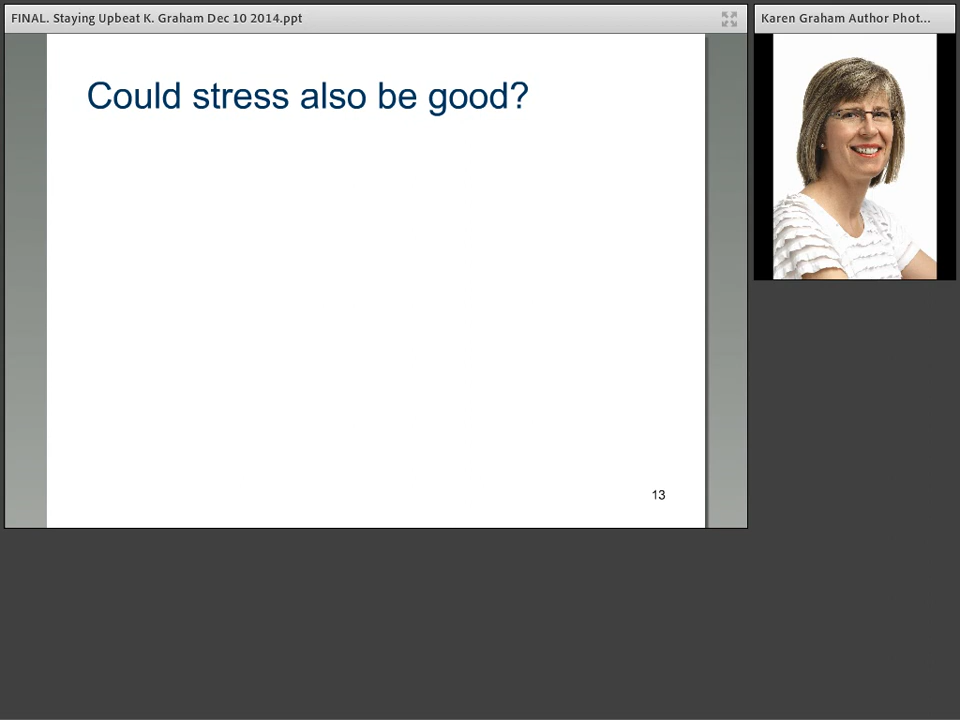 FINAL. Staying Upbeat K. Graham Dec 10 2014.ppt
Karen Graham Author Phot...
Could stress also be good?
13